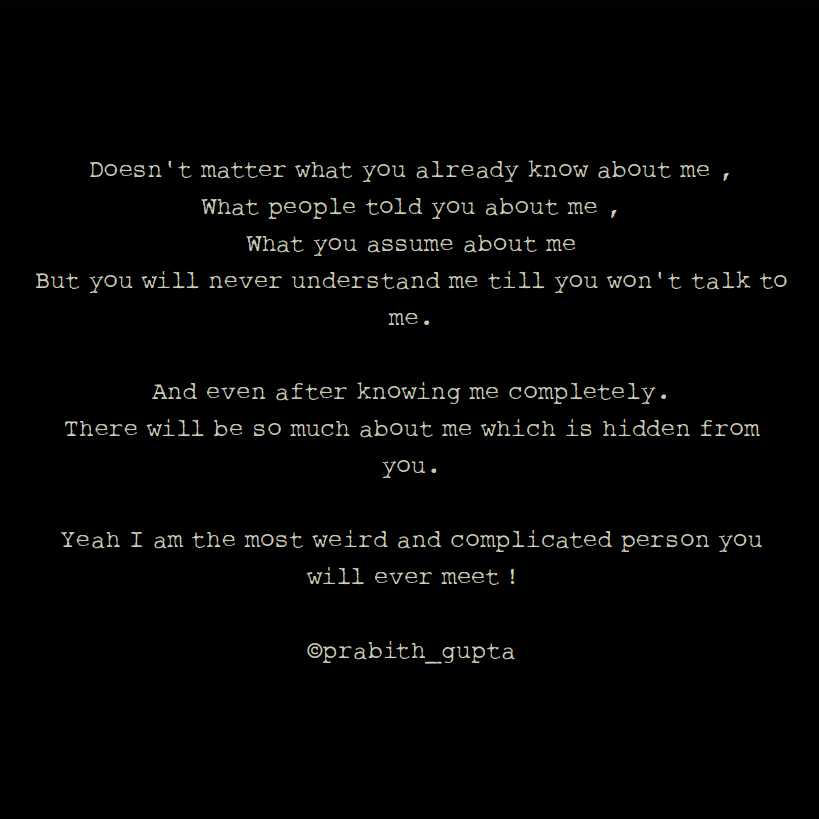 Doesn't matter what you already know about me ,
What people told you about me ,
What you assume about me
But you will never understand me till you won't talk to
me.
And even after knowing me completely.
There will be so much about me which is hidden from
you.
Yeah I am the most weird and complicated person you
will ever meet !
©prabith_gupta